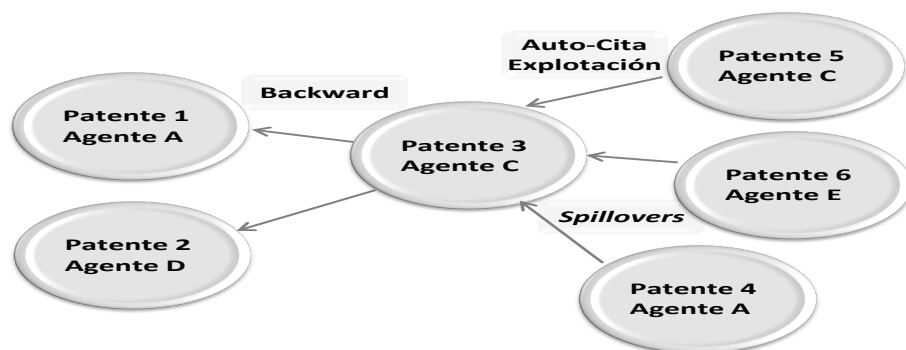 Auto-Cita
Explotación
Patente 5
Agente C
Backward
Patente 1
Agente A
Patente 3
Agente C
Patente 6
Agente E
Spillovers
Patente 2
Agente D
Patente 4
Agente A